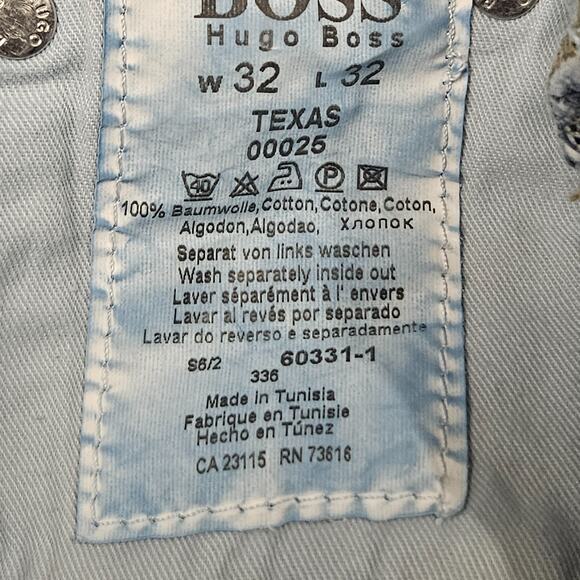 BOSS
Hugo Boss
W 32 L 32
TEXAS
00025
40 P
100% Baumwolle,Cotton,Cotone,Coton,
Algodon,Algodao, Хлопок
Separat von links waschen
Wash separately inside out
Laver séparément à l' envers
Lavar al revés por separado
Lavar do reverso e separadamente
S6/2 60331-1
336
Made in Tunisia
Fabrique en Tunisie
Hecho en Túnez
CA 23115 RN 73616